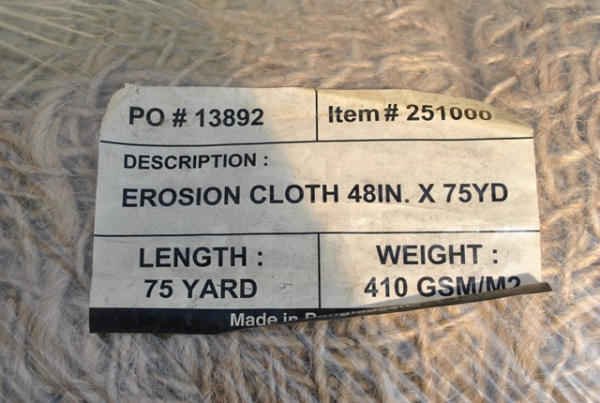 PO # 13892
Item # 251000
DESCRIPTION :
EROSION CLOTH 48IN. X 75YD
LENGTH :
75 YARD
WEIGHT :
410 GSM/M2
Made in